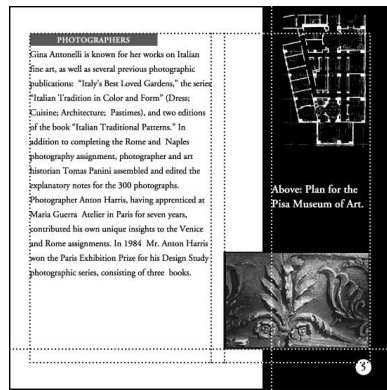 PHOTOGRAPHERS
Gina Antonelli is known for her works on Italian
fine art, as well as several previous photographic
publications: "Italy's Best Loved Gardens," the series
"Italian Tradition in Color and Form" (Dress;
Cuisine; Architecture; Pastimes), and two editions
of the book "Italian Traditional Patterns." In
addition to completing the Rome and Naples
photography assignment, photographer and art
historian Tomas Panini assembled and edited the
explanatory notes for the 300 photographs.
Photographer Anton Harris, having apprenticed at
Maria Guerra Atelier in Paris for seven years,
contributed his own unique insights to the Venice
and Rome assignments. In 1984 Mr. Anton Harris
won the Paris Exhibition Prize for his Design Study
photographic series, consisting of three books.
Above: Plan for the
Pisa Museum of Art.
5